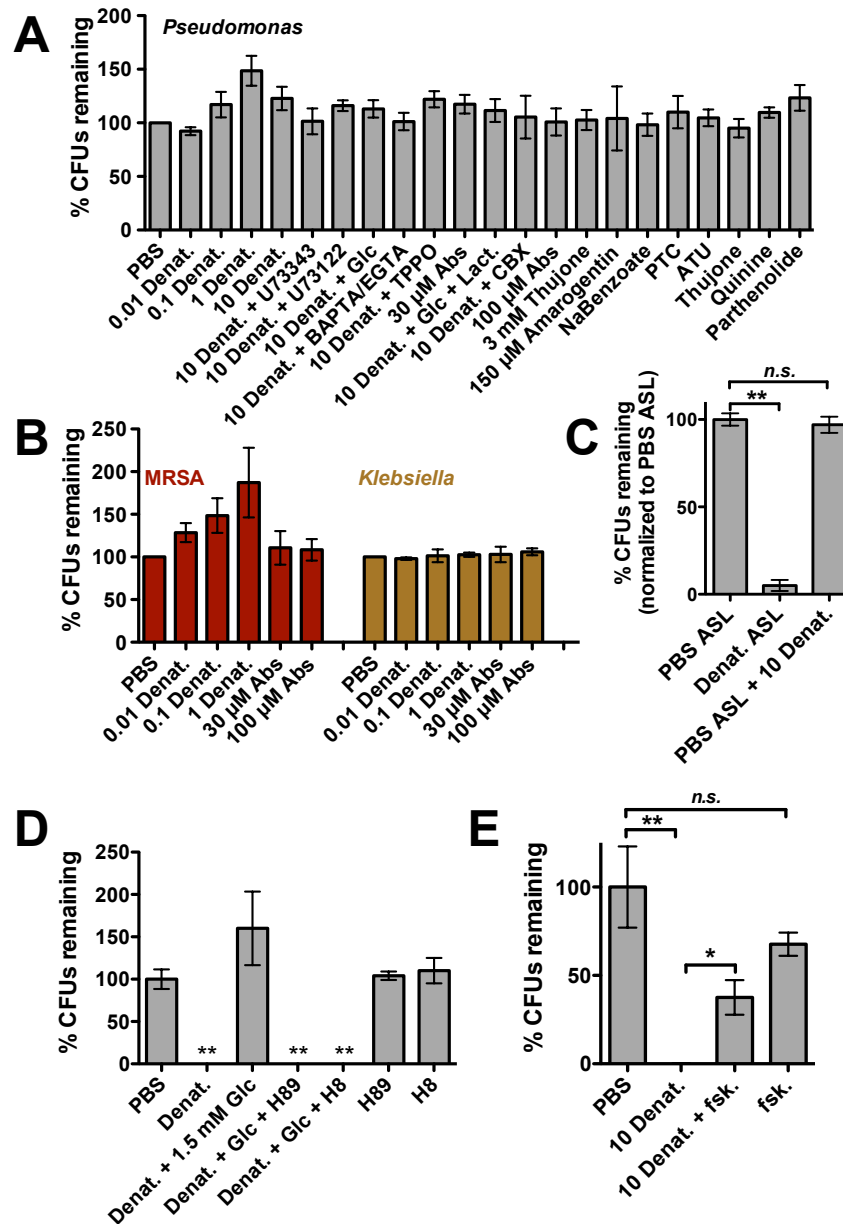 A
Pseudomonas
% CFUs remaining
200
150
100
50
0
PBS
0.01 Denat.
0.1 Denat.
1 Denat.
10 Denat.
10 Denat. + U73343
10 Denat. + U73122
10 Denat. + Glc
10 Denat. + BAPTA/EGTA
10 Denat. + TPPO
30 µM Abs
10 Denat. + Glc + Lact.
10 Denat. + CBX
100 µM Abs
3 mM Thujone
150 µM Amarogentin
NaBenzoate
PTC
ATU
Thujone
Quinine
Parthenolide
B
MRSA
Klebsiella
% CFUs remaining
250
200
150
100
50
0
PBS
0.01 Denat.
0.1 Denat.
1 Denat.
30 µM Abs
100 µM Abs
PBS
0.01 Denat.
0.1 Denat.
1 Denat.
30 µM Abs
100 µM Abs
C
n.s.
**
% CFUs remaining
(normalized to PBS ASL)
100
50
0
PBS ASL
Denat. ASL
PBS ASL + 10 Denat.
D
% CFUs remaining
250
200
150
100
50
0
** ** **
PBS
Denat.
Denat. + 1.5 mM Glc
Denat. + Glc + H89
Denat. + Glc + H8
H89
H8
E
n.s.
**
*
% CFUs remaining
100
50
0
PBS
10 Denat.
10 Denat. + fsk.
fsk.